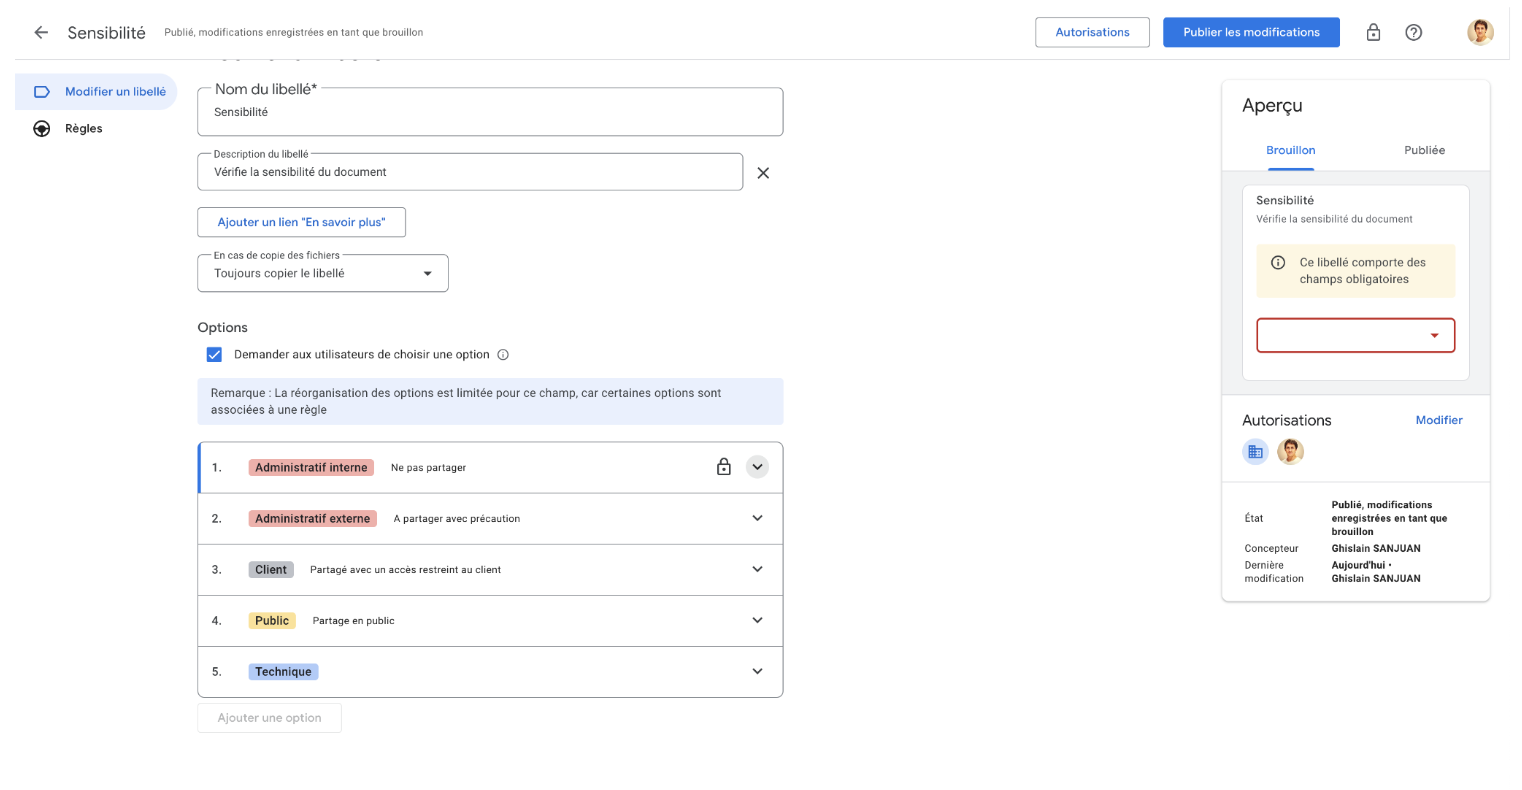 Sensibilité
Publié, modifications enregistrées en tant que brouillon
Autorisations
Publier les modifications
Modifier un libellé
Règles
Nom du libellé*
Sensibilité
Description du libellé
Vérifie la sensibilité du document
Ajouter un lien "En savoir plus"
En cas de copie des fichiers
Toujours copier le libellé
Options
Demander aux utilisateurs de choisir une option
Remarque : La réorganisation des options est limitée pour ce champ, car certaines options sont
associées à une règle
1. Administratif interne Ne pas partager
2. Administratif externe A partager avec précaution
3. Client Partagé avec un accès restreint au client
4. Public Partage en public
5. Technique
Ajouter une option
Aperçu
Brouillon Publiée
Sensibilité
Vérifie la sensibilité du document
Ce libellé comporte des
champs obligatoires
Autorisations Modifier
État
Publié, modifications
enregistrées en tant que
brouillon
Concepteur Ghislain SANJUAN
Dernière
modification
Aujourd'hui •
Ghislain SANJUAN